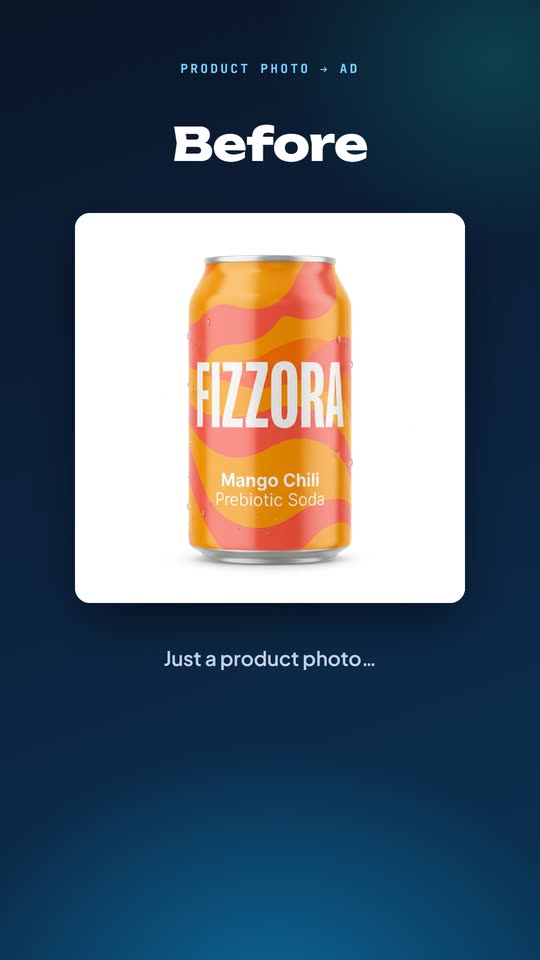 PRODUCT PHOTO → AD
Before
FIZZORA
Mango Chili
Prebiotic Soda
Just a product photo...